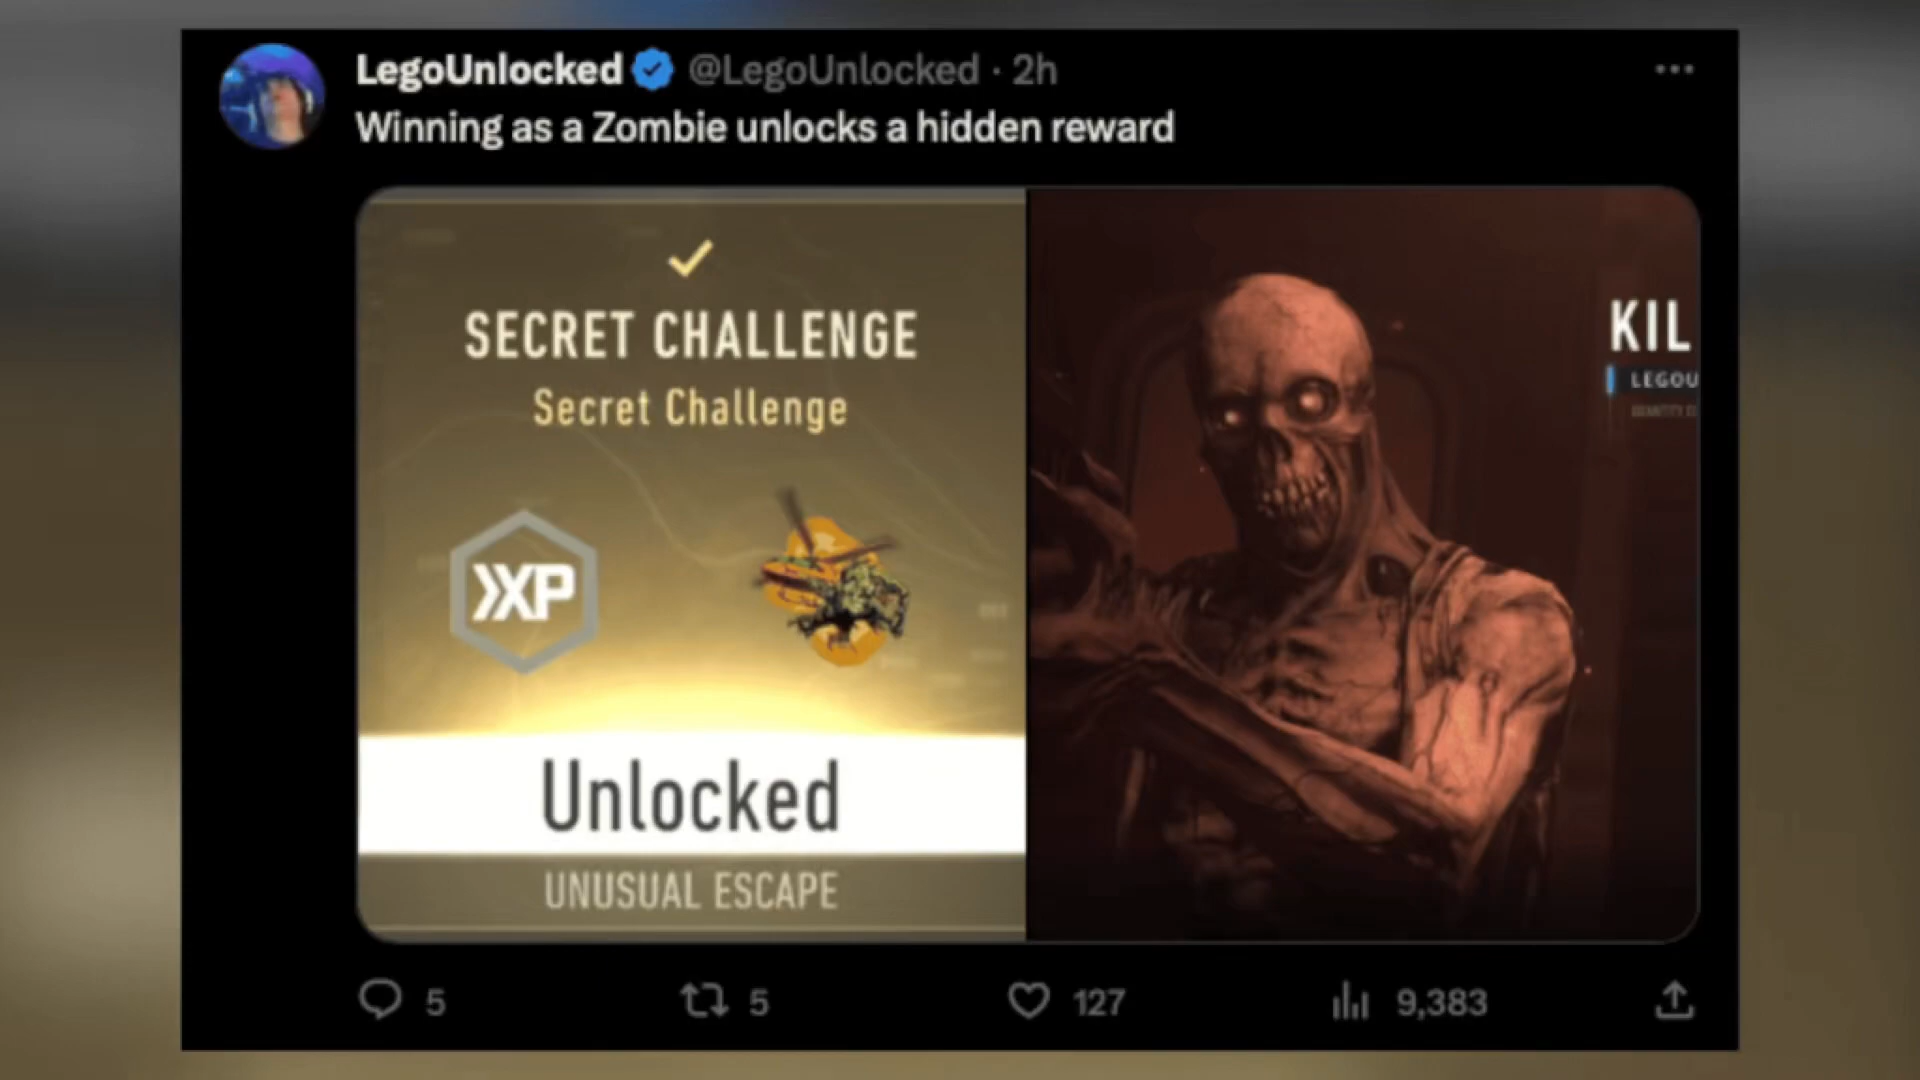 LegoUnlocked @LegoUnlocked · 2h
Winning as a Zombie unlocks a hidden reward
SECRET CHALLENGE
Secret Challenge
XP
Unlocked
UNUSUAL ESCAPE
KIL
LEGOU
5 5 127 9,383